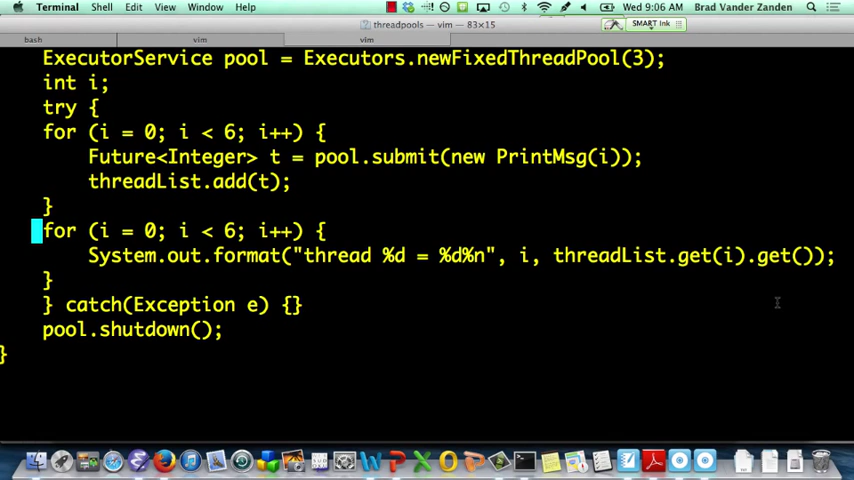 Terminal Shell Edit View Window Help Wed 9:06 AM Brad Vander Zanden
threadpools — vim — 83×15
SMART Ink
bash vim vim
ExecutorService pool = Executors.newFixedThreadPool(3);
int i;
try {
for (i = 0; i < 6; i++) {
Future<Integer> t = pool.submit(new PrintMsg(i));
threadList.add(t);
}
for (i = 0; i < 6; i++) {
System.out.format("thread %d = %d%n", i, threadList.get(i).get());
}
} catch(Exception e) {}
pool.shutdown();
}